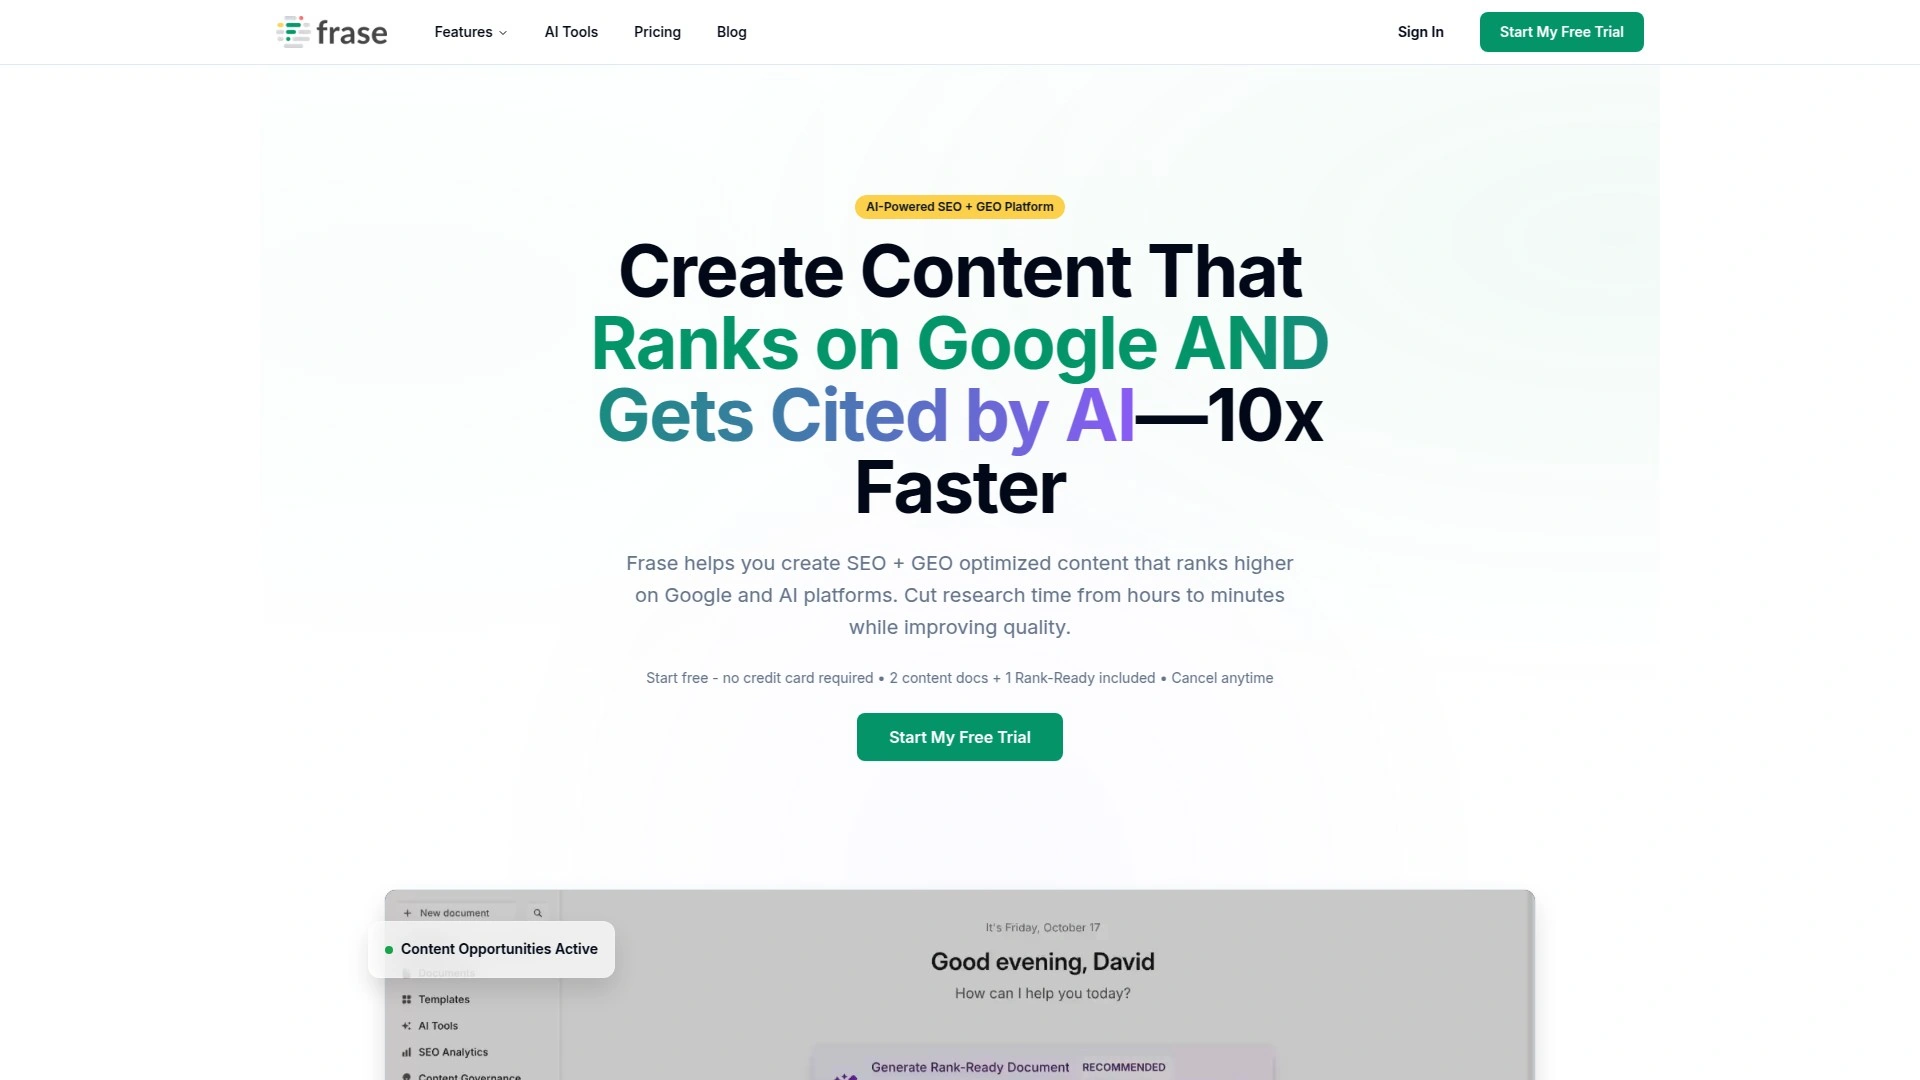 frase
Features
AI Tools
Pricing
Blog
Sign In
Start My Free Trial
AI-Powered SEO + GEO Platform
Create Content That
Ranks on Google AND
Gets Cited by AI—10x
Faster
Frase helps you create SEO + GEO optimized content that ranks higher
on Google and AI platforms. Cut research time from hours to minutes
while improving quality.
Start free - no credit card required • 2 content docs + 1 Rank-Ready included • Cancel anytime
Start My Free Trial
+ New document
Content Opportunities Active
Documents
Templates
AI Tools
SEO Analytics
Content Governance
It's Friday, October 17
Good evening, David
How can I help you today?
Generate Rank-Ready Document RECOMMENDED